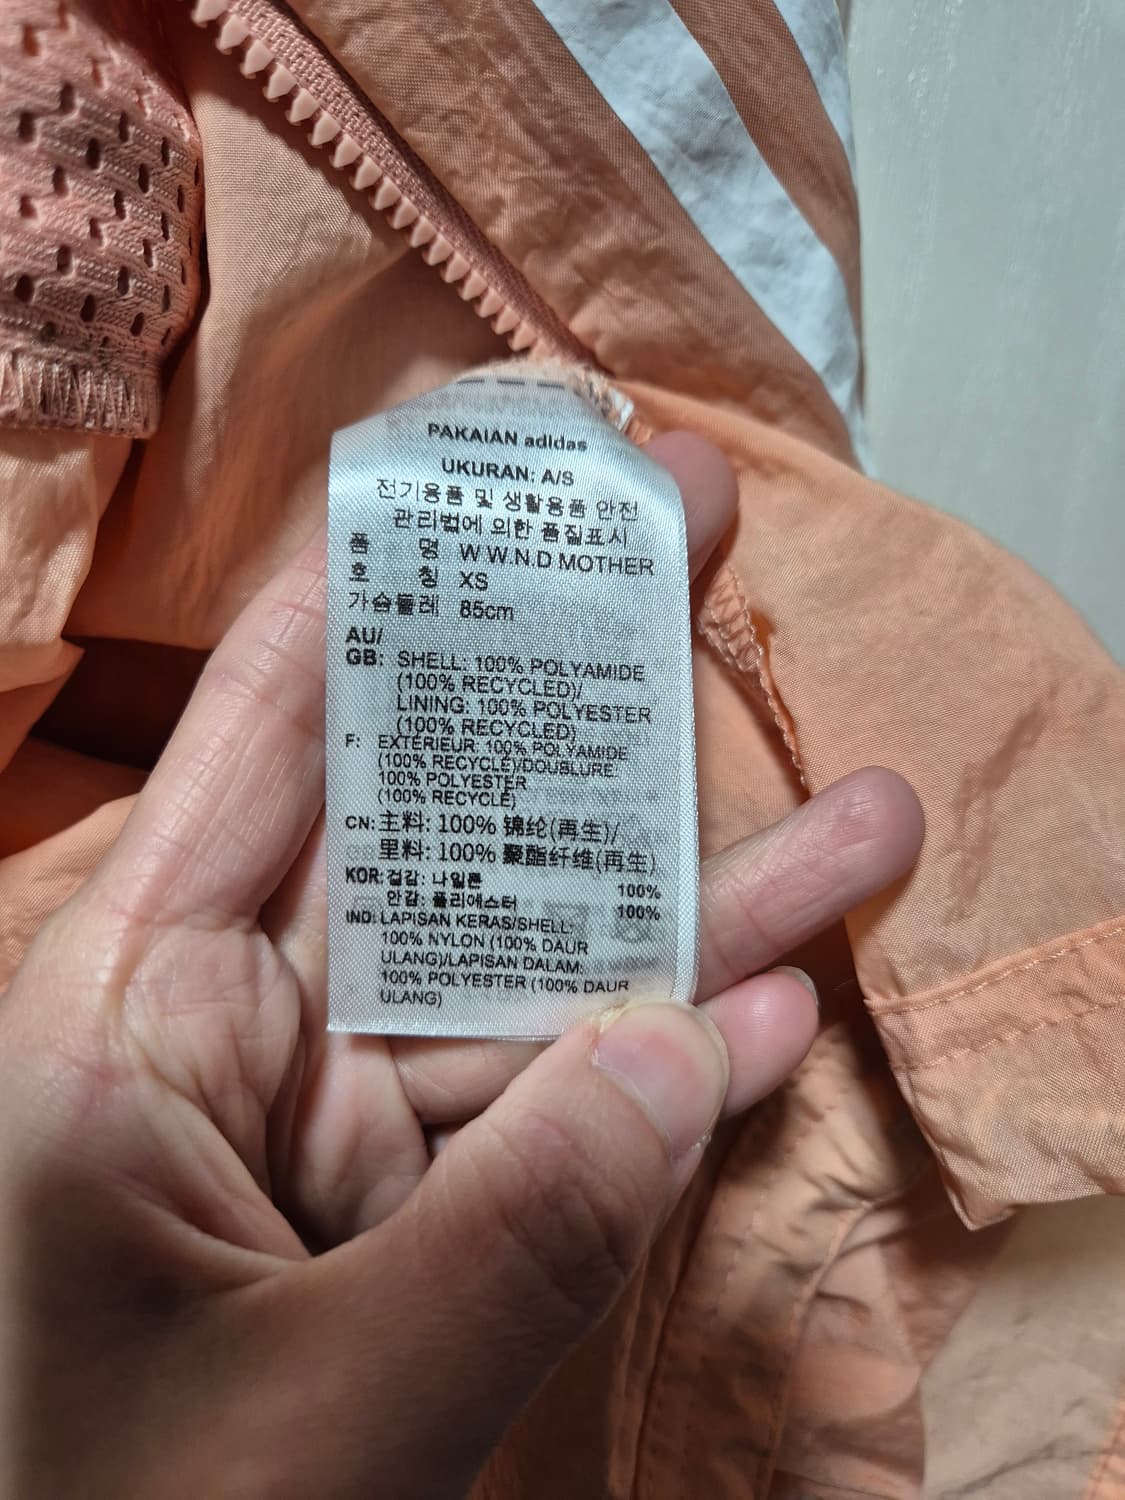 PAKAIAN adidas
UKURAN: A/S
전기용품 및 생활용품 안전
관리법에 의한 품질표시
품 명 W W.N.D MOTHER
호 칭 XS
가슴둘레 85cm
AU/
GB: SHELL: 100% POLYAMIDE
(100% RECYCLED)/
LINING: 100% POLYESTER
(100% RECYCLED)
F: EXTÉRIEUR: 100% POLYAMIDE
(100% RECYCLÉ)/DOUBLURE:
100% POLYESTER
(100% RECYCLÉ)
CN: 主料: 100% 锦纶(再生)/
里料: 100% 聚酯纤维(再生)
KOR: 겉감: 나일론 100%
안감: 폴리에스터 100%
IND: LAPISAN KERAS/SHELL:
100% NYLON (100% DAUR
ULANG)/LAPISAN DALAM:
100% POLYESTER (100% DAUR
ULANG)